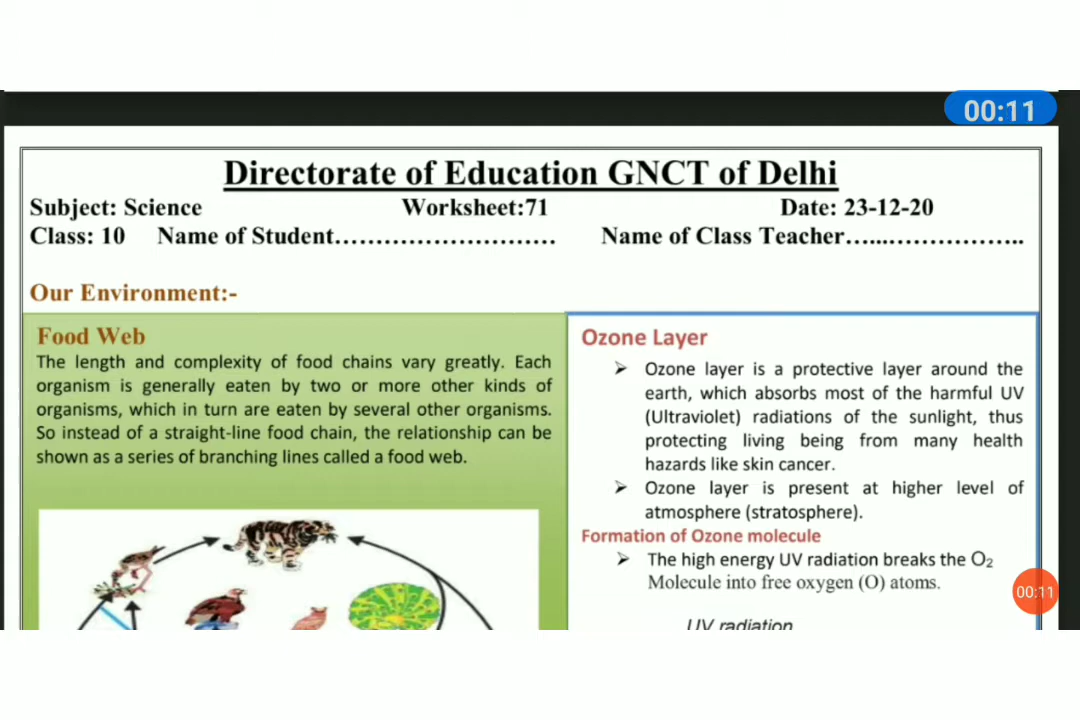 00:11
Directorate of Education GNCT of Delhi
Subject: Science Worksheet:71 Date: 23-12-20
Class: 10 Name of Student........................... Name of Class Teacher......................
Our Environment:-
Food Web
The length and complexity of food chains vary greatly. Each
organism is generally eaten by two or more other kinds of
organisms, which in turn are eaten by several other organisms.
So instead of a straight-line food chain, the relationship can be
shown as a series of branching lines called a food web.
Ozone Layer
➢ Ozone layer is a protective layer around the
earth, which absorbs most of the harmful UV
(Ultraviolet) radiations of the sunlight, thus
protecting living being from many health
hazards like skin cancer.
➢ Ozone layer is present at higher level of
atmosphere (stratosphere).
Formation of Ozone molecule
➢ The high energy UV radiation breaks the O₂
Molecule into free oxygen (O) atoms.
00:11
UV radiation